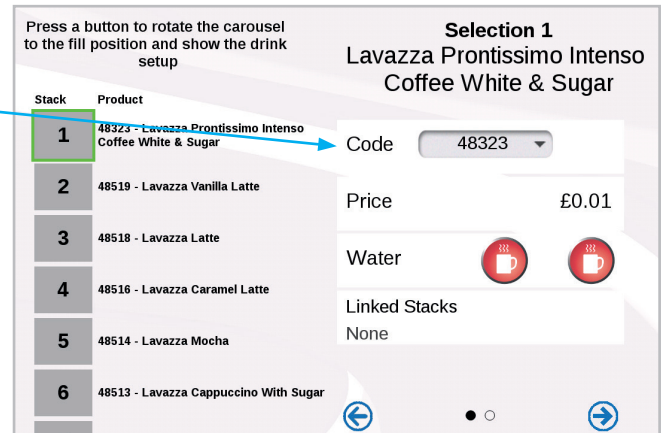 Press a button to rotate the carousel
to the fill position and show the drink
setup
Stack Product
1 48323 - Lavazza Prontissimo Intenso
Coffee White & Sugar
2 48519 - Lavazza Vanilla Latte
3 48518 - Lavazza Latte
4 48516 - Lavazza Caramel Latte
5 48514 - Lavazza Mocha
6 48513 - Lavazza Cappuccino With Sugar
Selection 1
Lavazza Prontissimo Intenso
Coffee White & Sugar
Code 48323
Price £0.01
Water
Linked Stacks
None